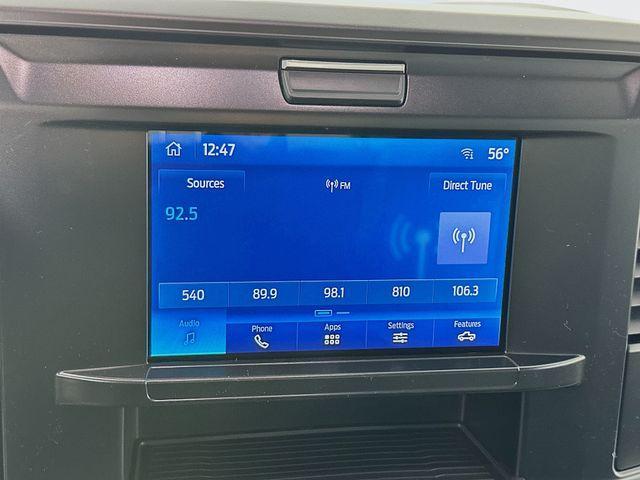 12:47 56°
Sources FM Direct Tune
92.5
540 89.9 98.1 810 106.3
Audio Phone Apps Settings Features